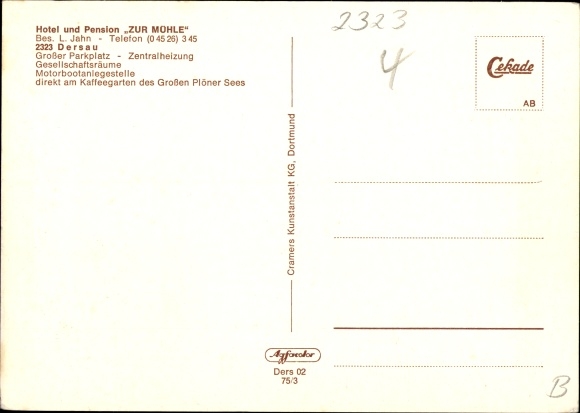 Hotel und Pension „ZUR MÜHLE"
Bes. L. Jahn - Telefon (0 45 26) 3 45
2323 Dersau
Großer Parkplatz - Zentralheizung
Gesellschaftsräume
Motorbootanlegestelle
direkt am Kaffeegarten des Großen Plöner Sees
2323
4
Cekade
AB
Cramers Kunstanstalt KG, Dortmund
Agfacolor
Ders 02
75/3
B